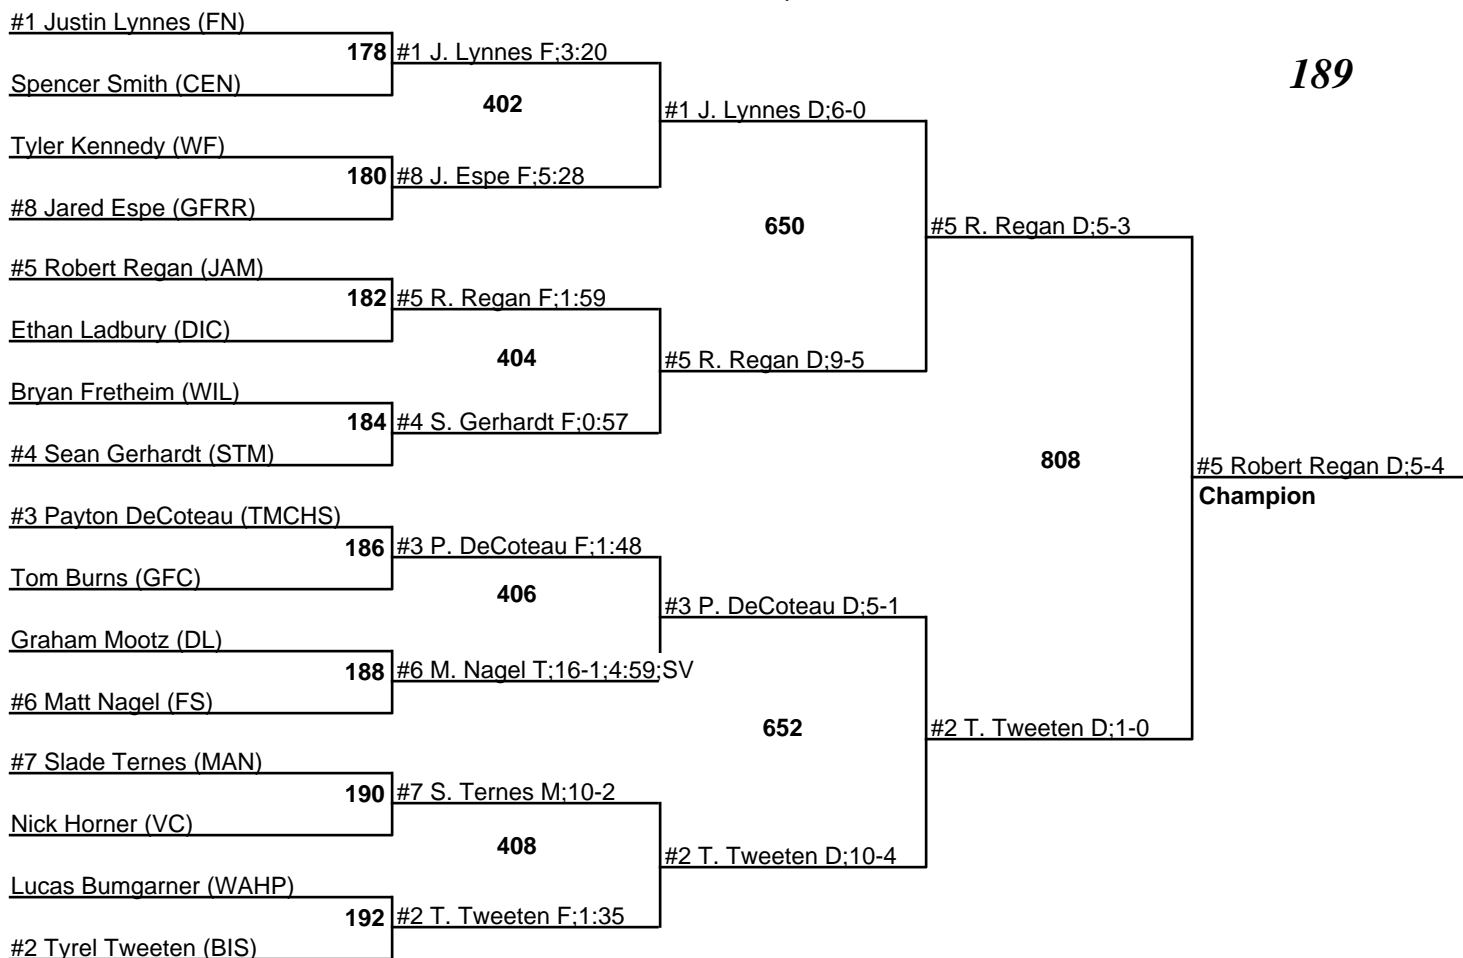 #1 Justin Lynnes (FN)
178 #1 J. Lynnes F;3:20
189
Spencer Smith (CEN)
402
#1 J. Lynnes D;6-0
Tyler Kennedy (WF)
180 #8 J. Espe F;5:28
#8 Jared Espe (GFRR)
650
#5 R. Regan D;5-3
#5 Robert Regan (JAM)
182 #5 R. Regan F;1:59
Ethan Ladbury (DIC)
404
#5 R. Regan D;9-5
Bryan Fretheim (WIL)
184 #4 S. Gerhardt F;0:57
#4 Sean Gerhardt (STM)
808
#5 Robert Regan D;5-4
Champion
#3 Payton DeCoteau (TMCHS)
186 #3 P. DeCoteau F;1:48
Tom Burns (GFC)
406
#3 P. DeCoteau D;5-1
Graham Mootz (DL)
188 #6 M. Nagel T;16-1;4:59;SV
#6 Matt Nagel (FS)
652
#2 T. Tweeten D;1-0
#7 Slade Ternes (MAN)
190 #7 S. Ternes M;10-2
Nick Horner (VC)
408
#2 T. Tweeten D;10-4
Lucas Bumgarner (WAHP)
192 #2 T. Tweeten F;1:35
#2 Tyrel Tweeten (BIS)